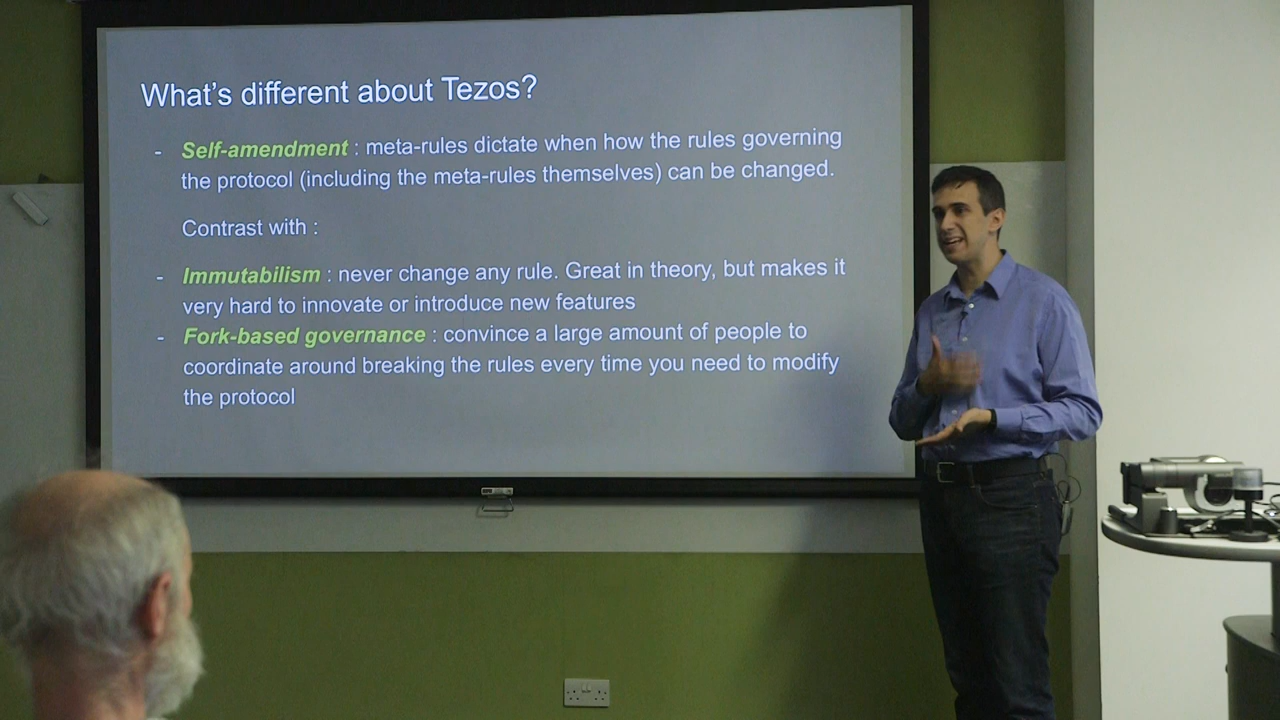 What's different about Tezos?
- Self-amendment : meta-rules dictate when how the rules governing
the protocol (including the meta-rules themselves) can be changed.
Contrast with :
- Immutabilism : never change any rule. Great in theory, but makes it
very hard to innovate or introduce new features
- Fork-based governance : convince a large amount of people to
coordinate around breaking the rules every time you need to modify
the protocol